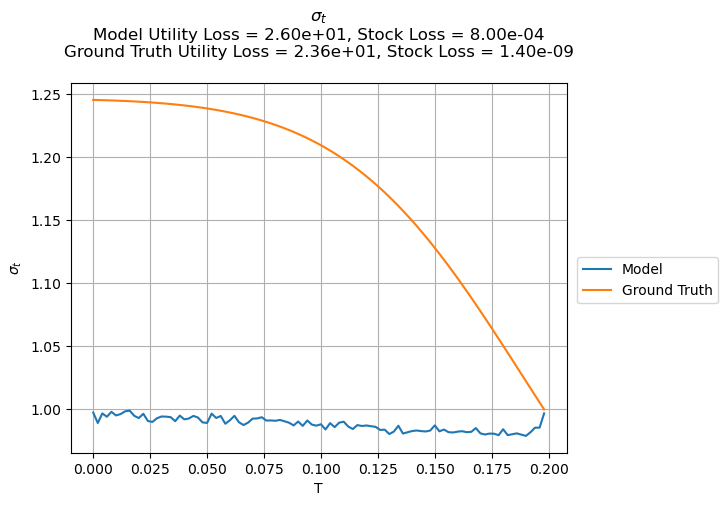 σ_t
Model Utility Loss = 2.60e+01, Stock Loss = 8.00e-04
Ground Truth Utility Loss = 2.36e+01, Stock Loss = 1.40e-09
1.25
1.20
1.15
1.10
1.05
1.00
σ_t
0.000 0.025 0.050 0.075 0.100 0.125 0.150 0.175 0.200
T
Model
Ground Truth